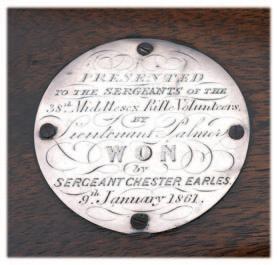 PRESENTED
TO THE SERGEANTS OF THE
38th. Middlesex Rifle Volunteers.
BY
Lieutenant Palmer
WON
by
SERGEANT CHESTER EARLES.
9th. January 1861.